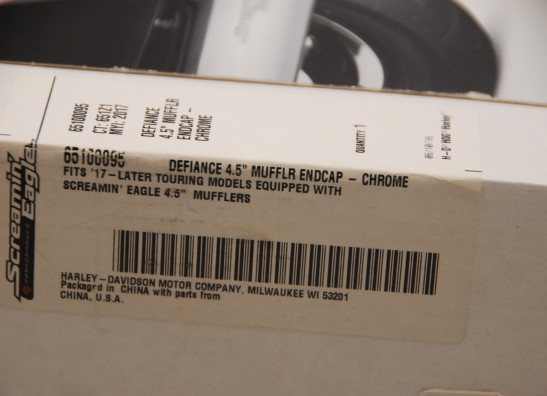 65100095
CT: 651Z1
MYI: 2017
DEFIANCE
4.5" MUFFLR
ENDCAP -
CHROME
QUANTITY 1
H-D
65100095 DEFIANCE 4.5" MUFFLR ENDCAP - CHROME
FITS '17-LATER TOURING MODELS EQUIPPED WITH
SCREAMIN' EAGLE 4.5" MUFFLERS
Screamin'
Eagle
HARLEY-DAVIDSON MOTOR COMPANY, MILWAUKEE WI 53201
Packagrd in CHINA with parts from
CHINA, U.S.A.